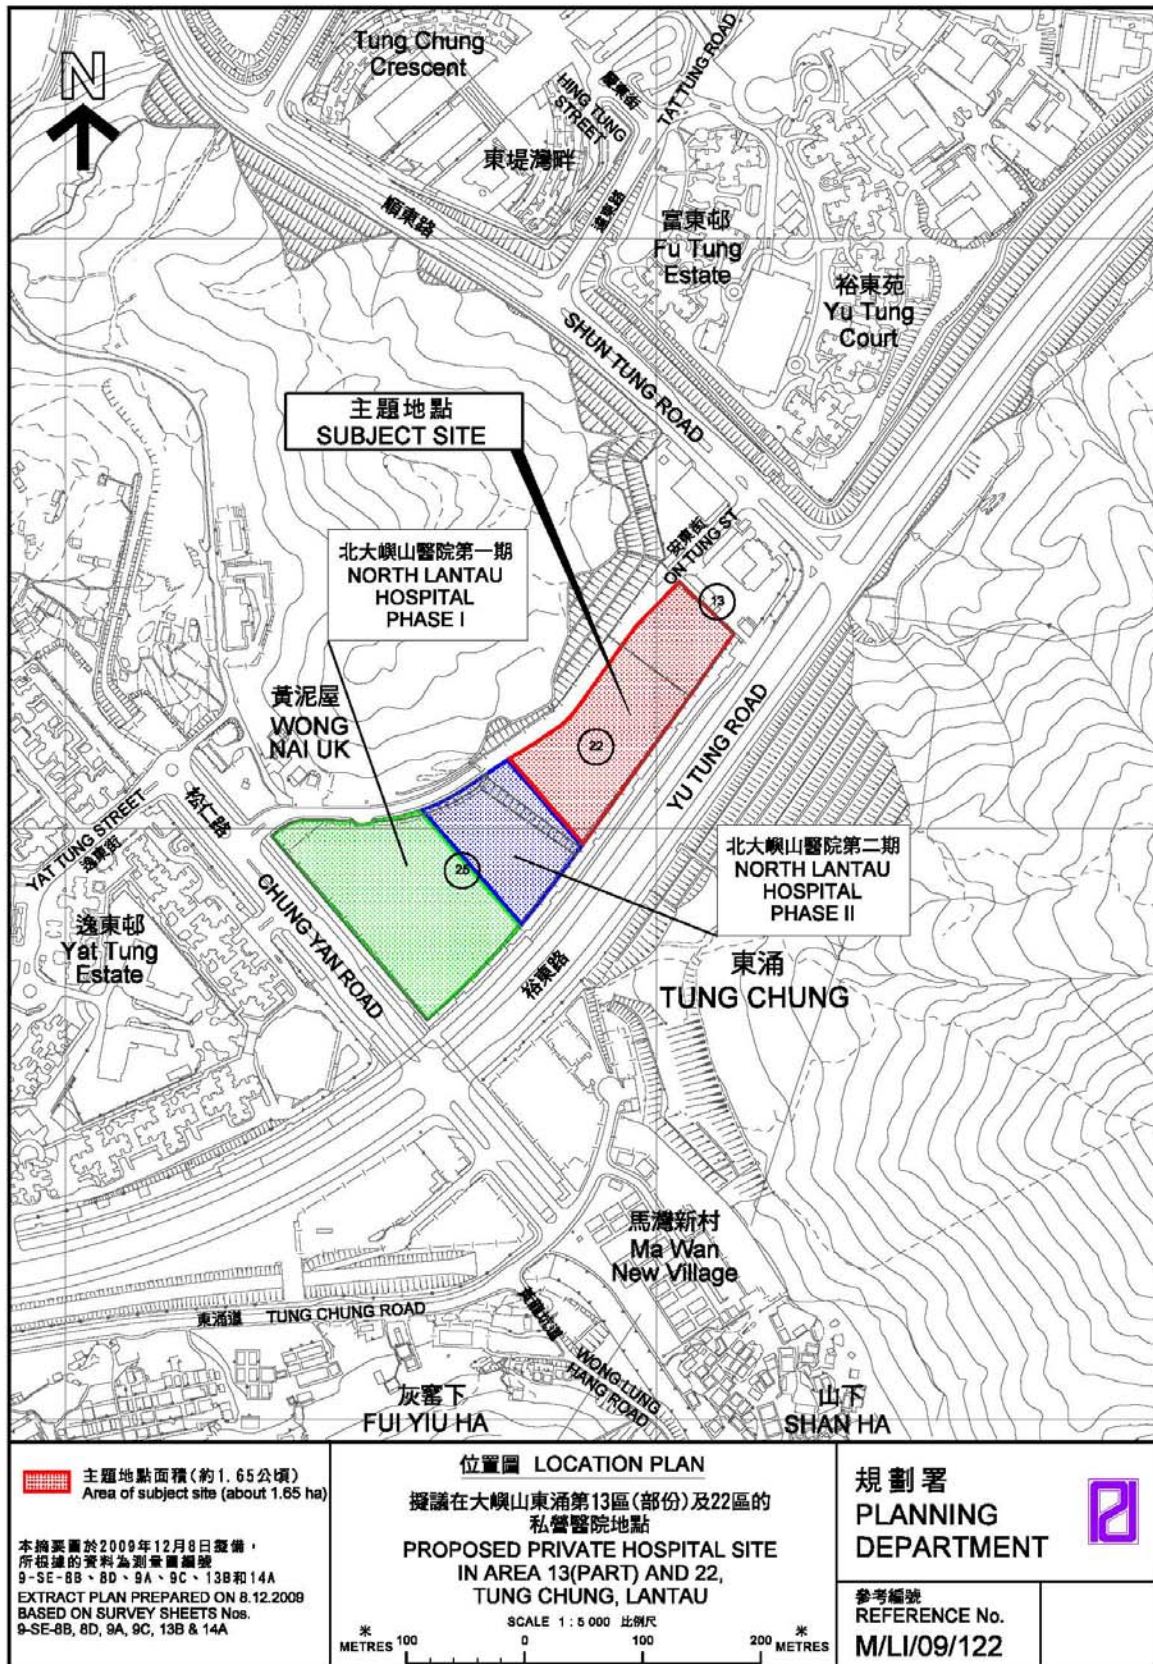 N
Tung Chung
Crescent
HING TUNG
STREET
慶東街
TAT TUNG ROAD
東堤灣畔
達東路
順東路
富東邨
Fu Tung
Estate
裕東苑
Yu Tung
Court
SHUN TUNG ROAD
主題地點
SUBJECT SITE
安東街
ON TUNG ST
13
北大嶼山醫院第一期
NORTH LANTAU
HOSPITAL
PHASE I
黃泥屋
WONG
NAI UK
22
YU TUNG ROAD
YAT TUNG STREET
逸東街
松仁路
CHUNG YAN ROAD
25
北大嶼山醫院第二期
NORTH LANTAU
HOSPITAL
PHASE II
逸東邨
Yat Tung
Estate
裕東路
東涌
TUNG CHUNG
馬灣新村
Ma Wan
New Village
東涌道 TUNG CHUNG ROAD
黃龍坑道
WONG LUNG
HANG ROAD
灰窰下
FUI YIU HA
山下
SHAN HA
主題地點面積(約1.65公頃)
Area of subject site (about 1.65 ha)
本摘要圖於2009年12月8日擬備，
所根據的資料為測量圖編號
9-SE-8B、8D、9A、9C、13B和14A
EXTRACT PLAN PREPARED ON 8.12.2009
BASED ON SURVEY SHEETS Nos.
9-SE-8B, 8D, 9A, 9C, 13B & 14A
位置圖 LOCATION PLAN
擬議在大嶼山東涌第13區(部份)及22區的
私營醫院地點
PROPOSED PRIVATE HOSPITAL SITE
IN AREA 13(PART) AND 22,
TUNG CHUNG, LANTAU
SCALE 1 : 5 000 比例尺
米
METRES 100 0 100 200 米
METRES
規劃署
PLANNING
DEPARTMENT
參考編號
REFERENCE No.
M/LI/09/122